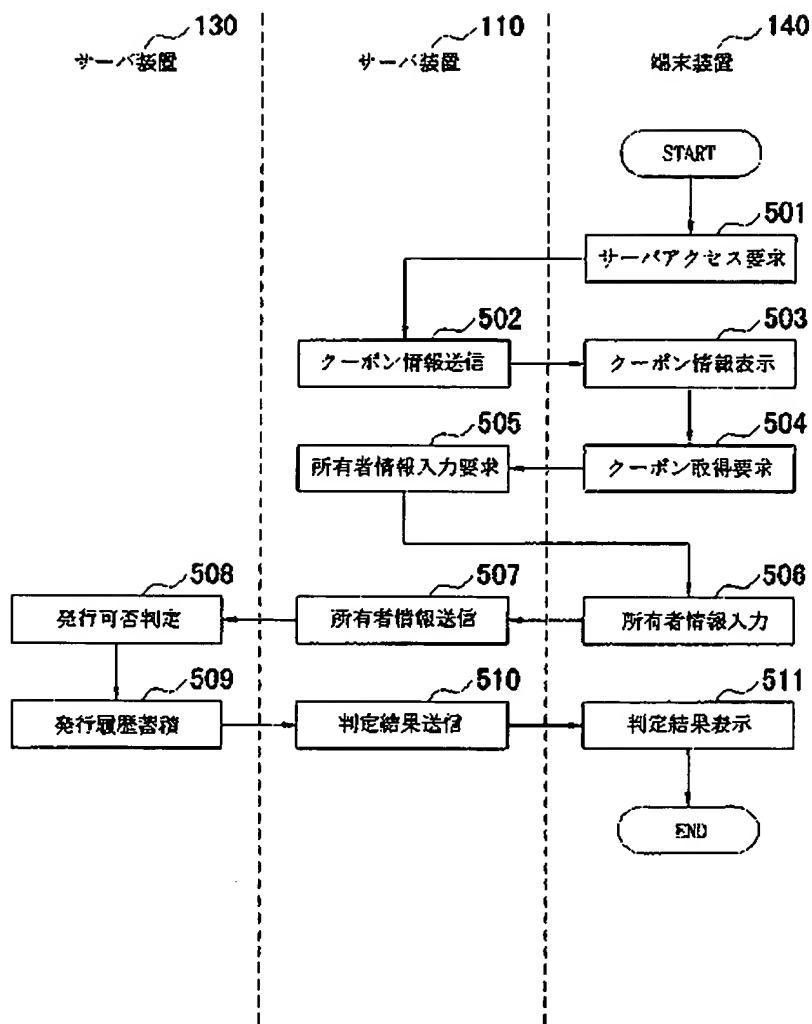 130
110
140
サーバ装置
サーバ装置
端末装置
START
501
サーバアクセス要求
502
クーポン情報送信
503
クーポン情報表示
504
クーポン取得要求
505
所有者情報入力要求
506
所有者情報入力
507
所有者情報送信
508
発行可否判定
509
発行履歴蓄積
510
判定結果送信
511
判定結果表示
END